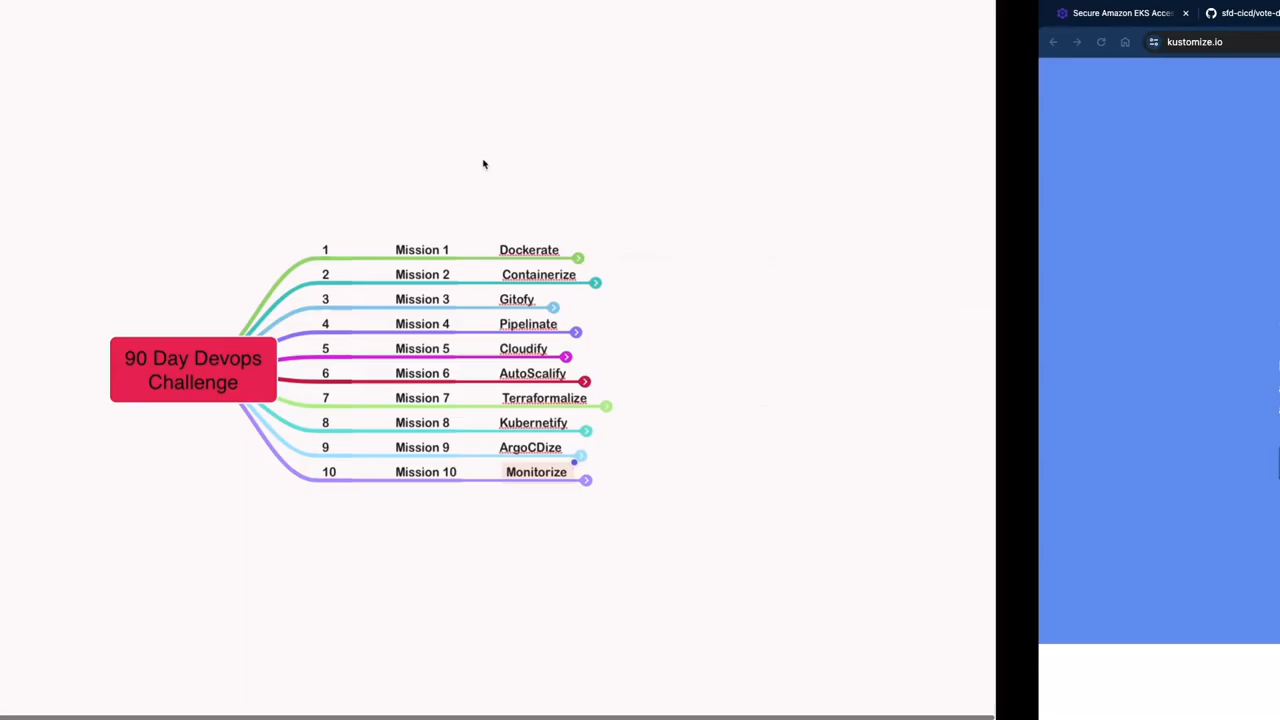 Secure Amazon EKS Acce
sfd-cicd/vote-d
kustomize.io
1 Mission 1 Dockerate
2 Mission 2 Containerize
3 Mission 3 Gitofy
4 Mission 4 Pipelinate
5 Mission 5 Cloudify
6 Mission 6 AutoScalify
7 Mission 7 Terraformalize
8 Mission 8 Kubernetify
9 Mission 9 ArgoCDize
10 Mission 10 Monitorize
90 Day Devops
Challenge